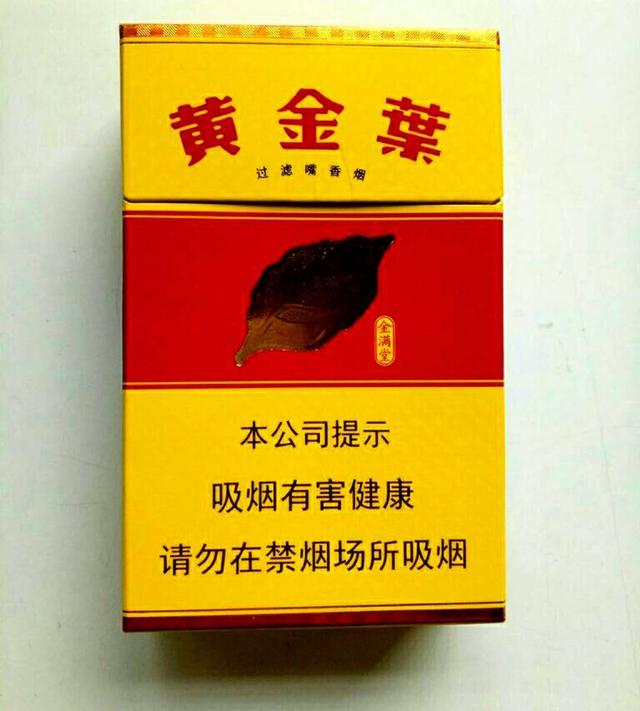 黄金葉
过滤嘴香烟
金满堂
本公司提示
吸烟有害健康
请勿在禁烟场所吸烟